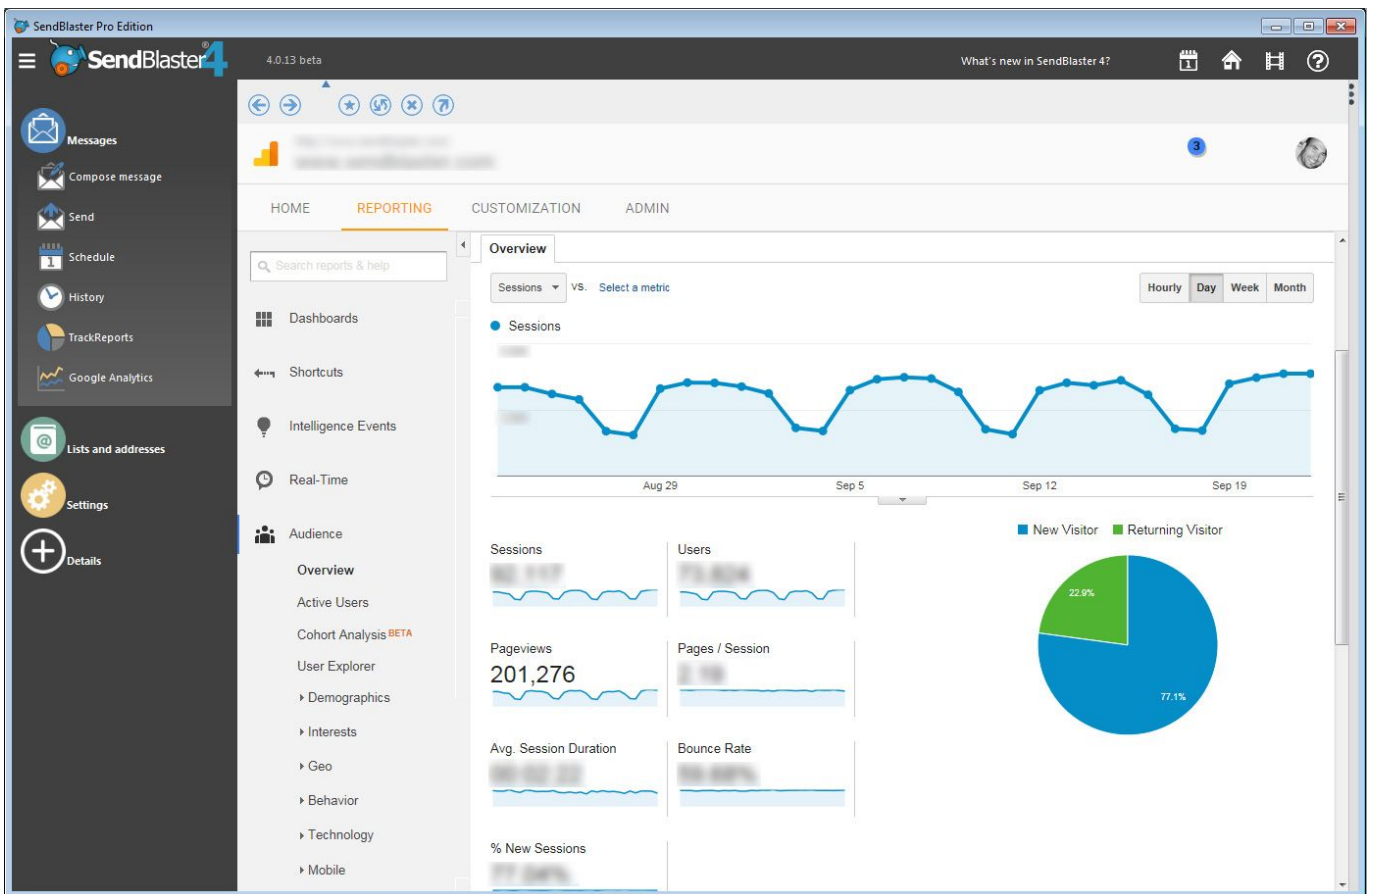 SendBlaster Pro Edition
SendBlaster®4
4.0.13 beta
What's new in SendBlaster 4?
1
Messages
Compose message
Send
1
Schedule
History
TrackReports
Google Analytics
@
Lists and addresses
Settings
Details
3
HOME REPORTING CUSTOMIZATION ADMIN
Search reports & help
Dashboards
Shortcuts
Intelligence Events
Real-Time
Audience
Overview
Active Users
Cohort Analysis BETA
User Explorer
Demographics
Interests
Geo
Behavior
Technology
Mobile
Overview
Sessions VS. Select a metric
Hourly Day Week Month
Sessions
Aug 29 Sep 5 Sep 12 Sep 19
New Visitor Returning Visitor
22.9%
77.1%
Sessions
Users
Pageviews
201,276
Pages / Session
Avg. Session Duration
Bounce Rate
% New Sessions